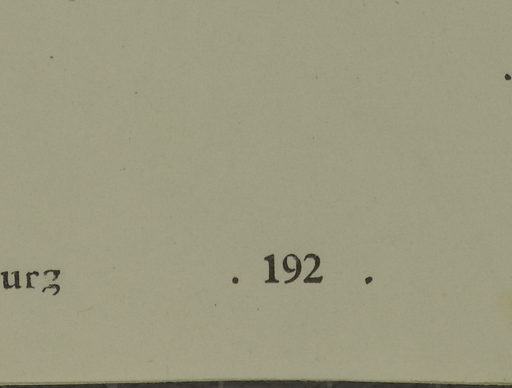 urg . 192 .